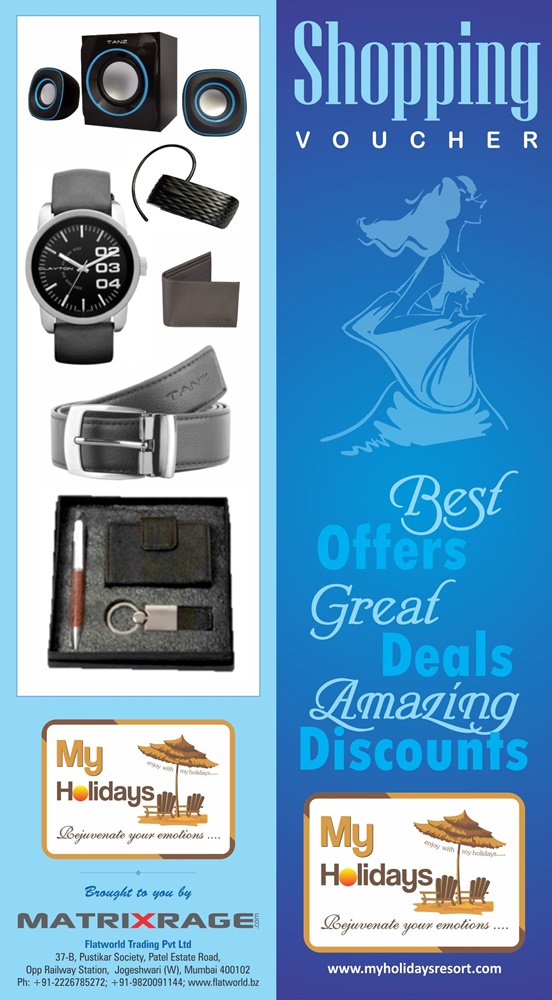 TANZ
CLAYTON
02
03
04
TANZ
My
Holidays
enjoy with my holidays.....
Rejuvenate your emotions ....
Brought to you by
MATRIXRAGE.com
Flatworld Trading Pvt Ltd
37-B, Pustikar Society, Patel Estate Road,
Opp Railway Station, Jogeshwari (W), Mumbai 400102
Ph: +91-2226785272; +91-9820091144; www.flatworld.bz
Shopping
VOUCHER
Best
Offers
Great
Deals
Amazing
Discounts
My
Holidays
enjoy with my holidays.....
Rejuvenate your emotions ....
www.myholidaysresort.com